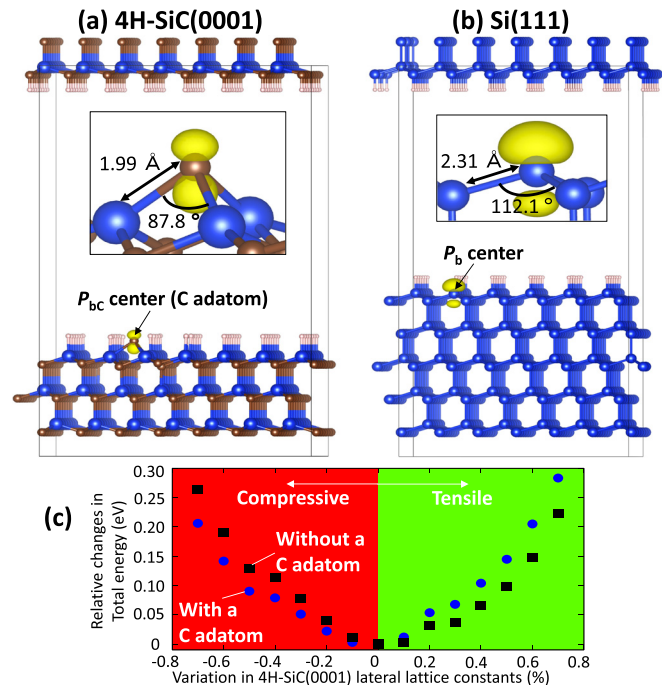 (a) 4H-SiC(0001)
(b) Si(111)
1.99 Å
87.8 °
2.31 Å
112.1 °
PbC center (C adatom)
Pb center
(c)
Relative changes in
Total energy (eV)
0.30
0.25
0.20
0.15
0.10
0.05
0
Compressive
Tensile
Without a
C adatom
With a
C adatom
-0.8 -0.6 -0.4 -0.2 0 0.2 0.4 0.6 0.8
Variation in 4H-SiC(0001) lateral lattice constants (%)